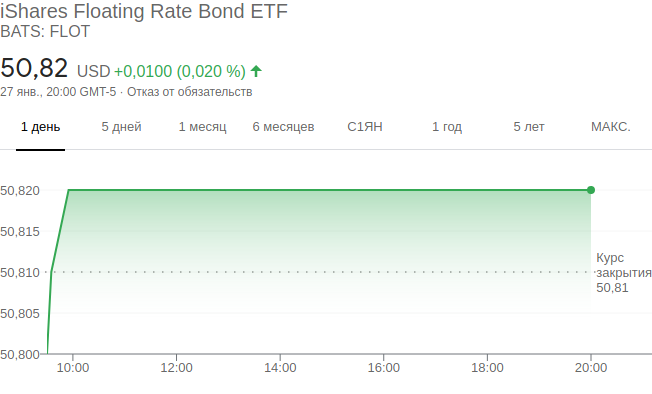 iShares Floating Rate Bond ETF
BATS: FLOT
50,82 USD +0,0100 (0,020 %)
27 янв., 20:00 GMT-5 · Отказ от обязательств
1 день 5 дней 1 месяц 6 месяцев С1ЯН 1 год 5 лет МАКС.
50,820
50,815
50,810
50,805
50,800
Курс
закрытия
50,81
10:00 12:00 14:00 16:00 18:00 20:00